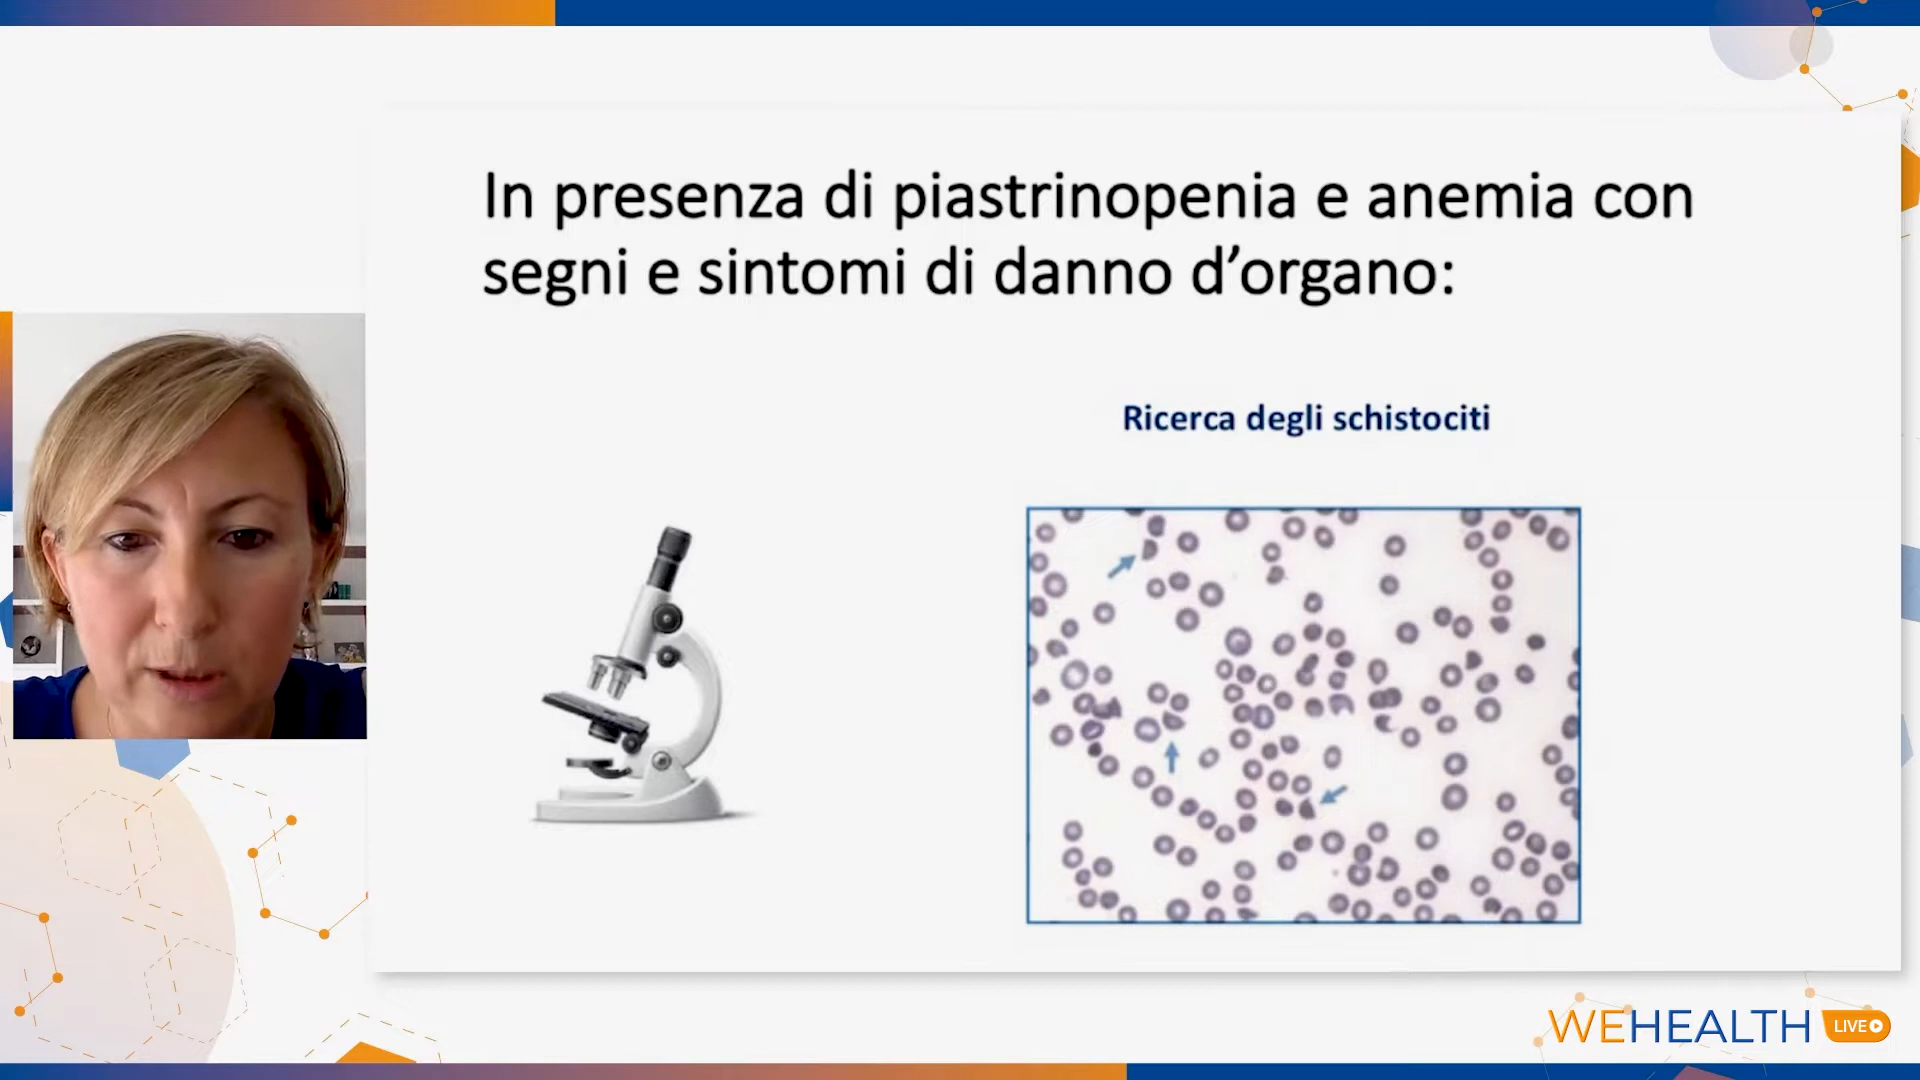 In presenza di piastrinopenia e anemia con
segni e sintomi di danno d’organo:
Ricerca degli schistociti
WEHEALTH LIVE